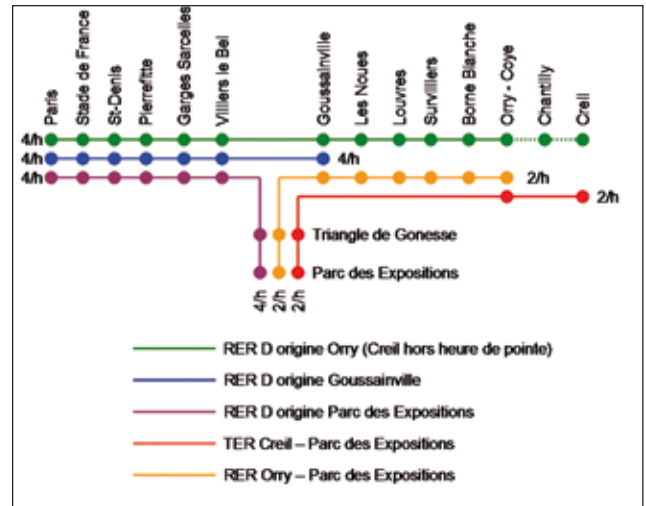 Paris
Stade de France
St-Denis
Pierrefitte
Garges Sarcelles
Villiers le Bel
Goussainville
Les Noues
Louvres
Survilliers
Borne Blanche
Orry - Coye
Chantilly
Creil
4/h
4/h 4/h
4/h 2/h
2/h
Triangle de Gonesse
Parc des Expositions
4/h
2/h
2/h
RER D origine Orry (Creil hors heure de pointe)
RER D origine Goussainville
RER D origine Parc des Expositions
TER Creil – Parc des Expositions
RER Orry – Parc des Expositions